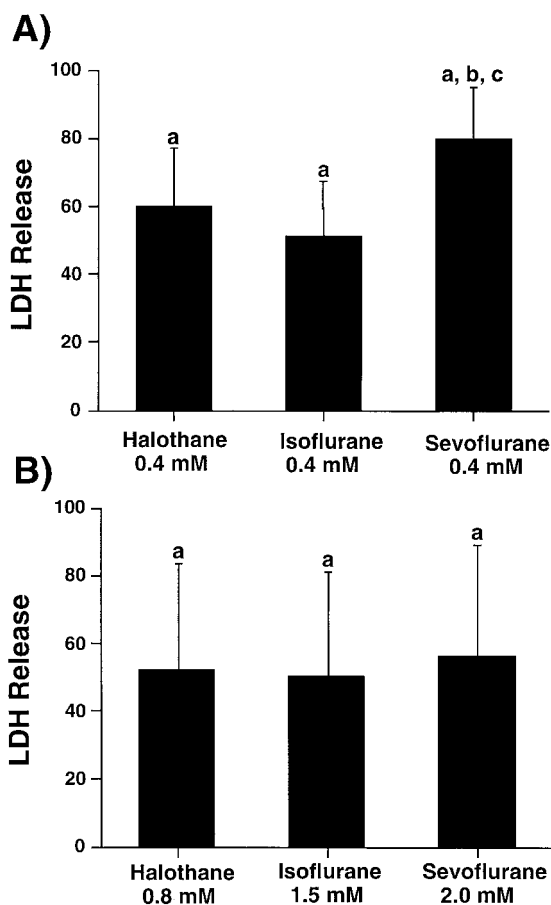 A)
100
a, b, c
80
a
a
60
LDH Release
40
20
0
Halothane Isoflurane Sevoflurane
0.4 mM 0.4 mM 0.4 mM
B)
100
a
a
a
80
60
LDH Release
40
20
0
Halothane Isoflurane Sevoflurane
0.8 mM 1.5 mM 2.0 mM